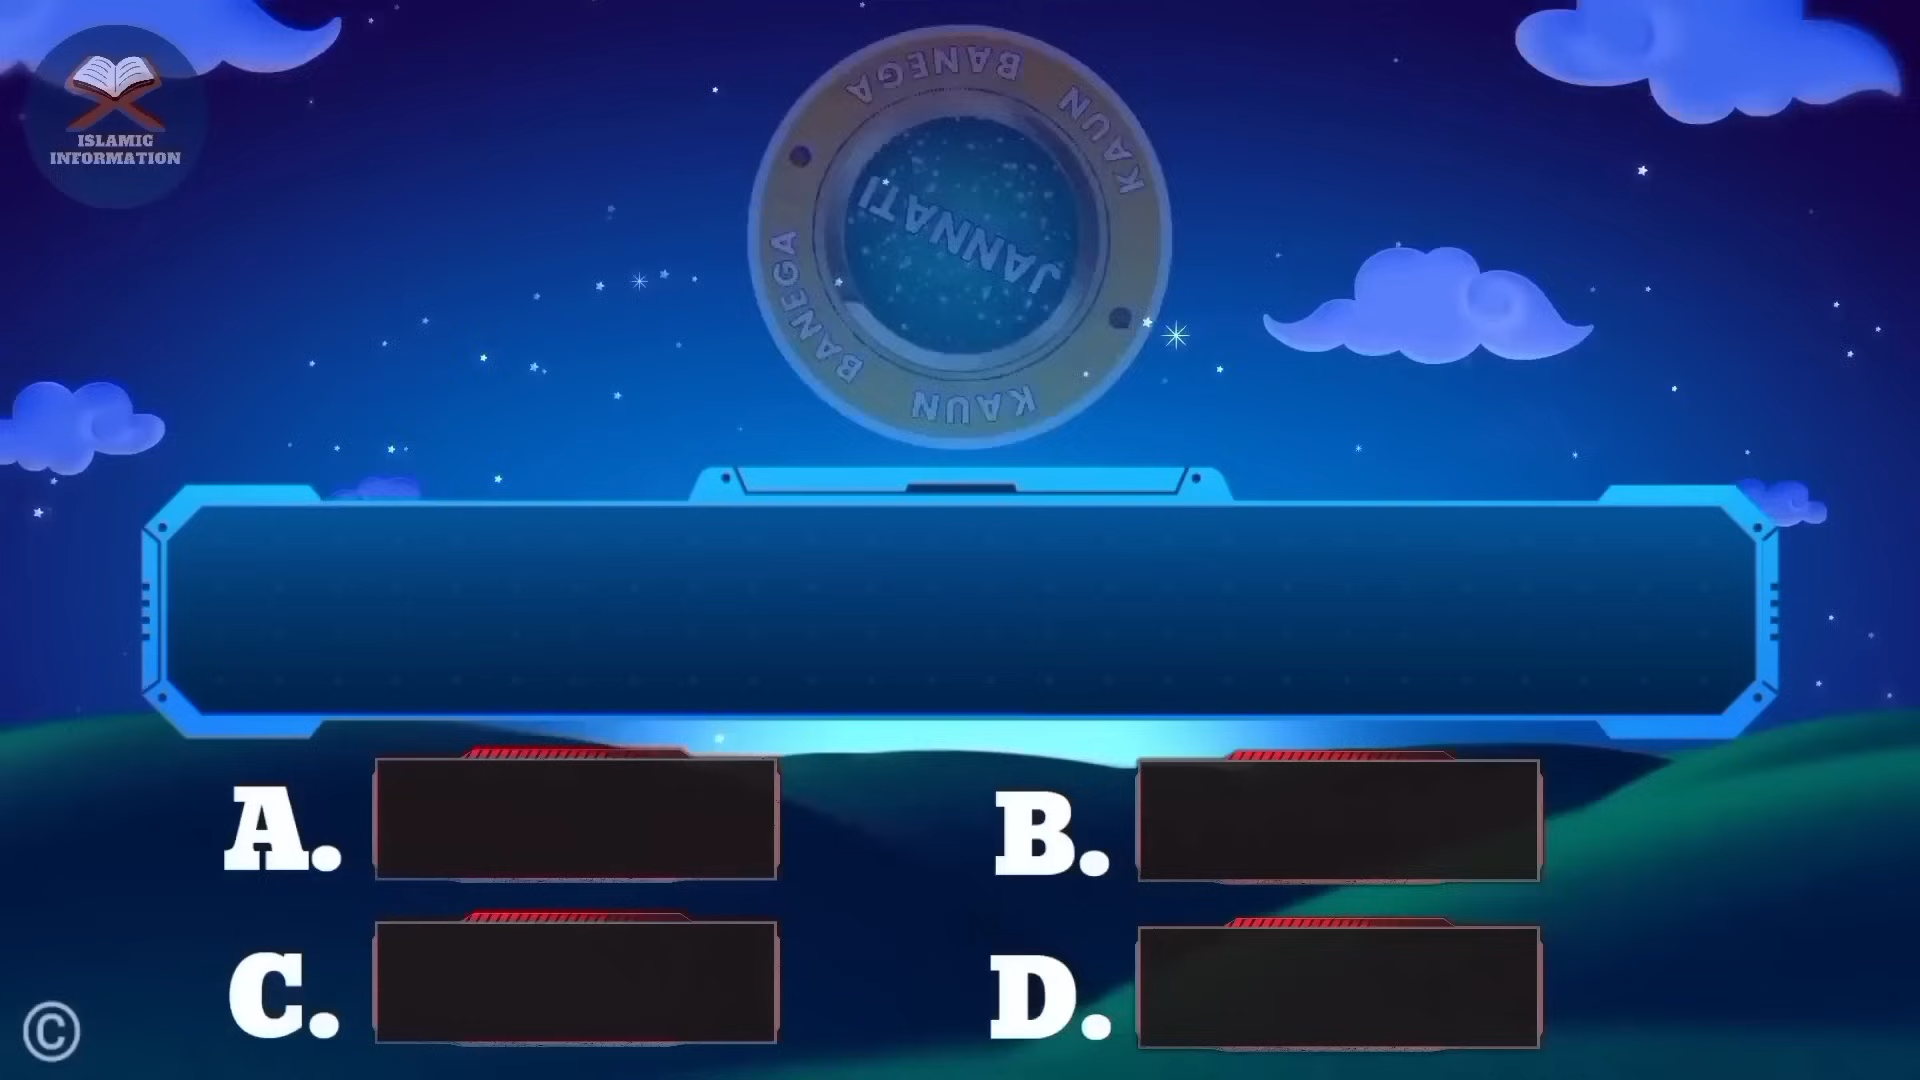 ISLAMIC
INFORMATION
KAUN BANEGA
JANNATI
KAUN BANEGA
A.
B.
C.
D.
©